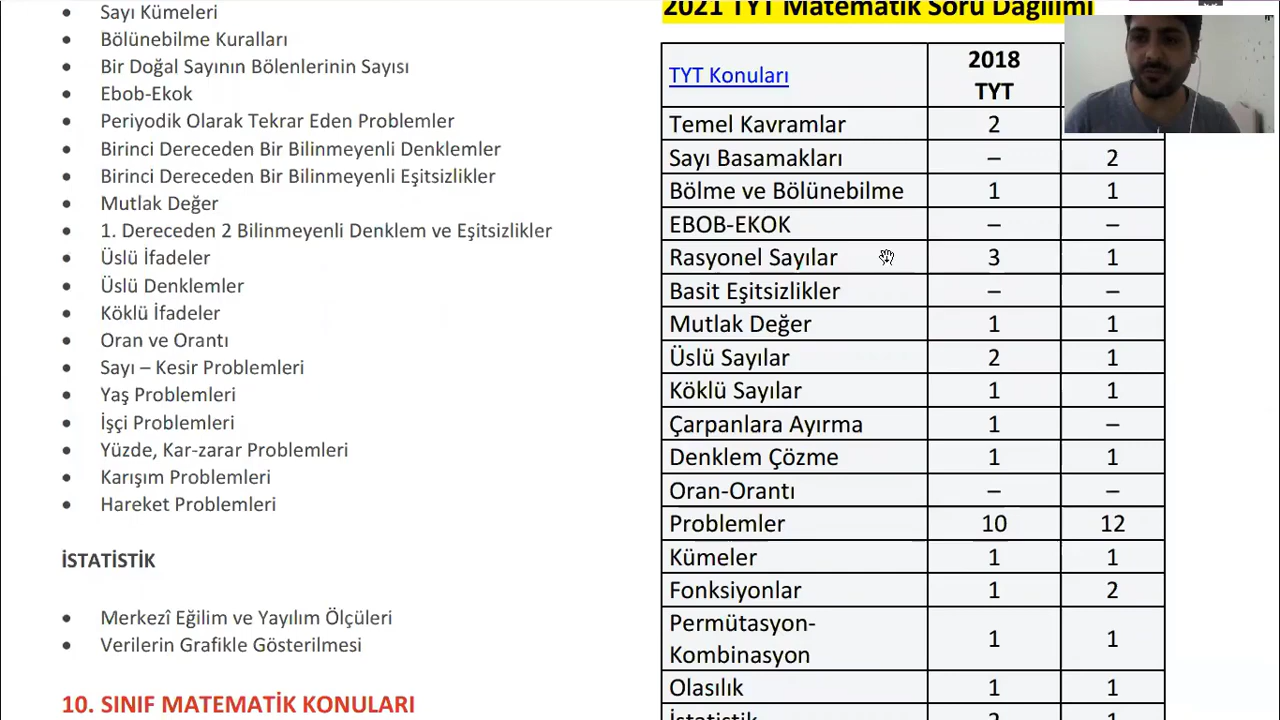 Sayı Kümeleri
Bölünebilme Kuralları
Bir Doğal Sayının Bölenlerinin Sayısı
Ebob-Ekok
Periyodik Olarak Tekrar Eden Problemler
Birinci Dereceden Bir Bilinmeyenli Denklemler
Birinci Dereceden Bir Bilinmeyenli Eşitsizlikler
Mutlak Değer
1. Dereceden 2 Bilinmeyenli Denklem ve Eşitsizlikler
Üslü İfadeler
Üslü Denklemler
Köklü İfadeler
Oran ve Orantı
Sayı – Kesir Problemleri
Yaş Problemleri
İşçi Problemleri
Yüzde, Kar-zarar Problemleri
Karışım Problemleri
Hareket Problemleri
İSTATİSTİK
Merkezî Eğilim ve Yayılım Ölçüleri
Verilerin Grafikle Gösterilmesi
10. SINIF MATEMATİK KONULARI
2021 TYT Matematik Soru Dağılımı
TYT Konuları 2018 TYT
Temel Kavramlar 2
Sayı Basamakları – 2
Bölme ve Bölünebilme 1 1
EBOB-EKOK – –
Rasyonel Sayılar 3 1
Basit Eşitsizlikler – –
Mutlak Değer 1 1
Üslü Sayılar 2 1
Köklü Sayılar 1 1
Çarpanlara Ayırma 1 –
Denklem Çözme 1 1
Oran-Orantı – –
Problemler 10 12
Kümeler 1 1
Fonksiyonlar 1 2
Permütasyon-
Kombinasyon 1 1
Olasılık 1 1
İstatistik 2 1